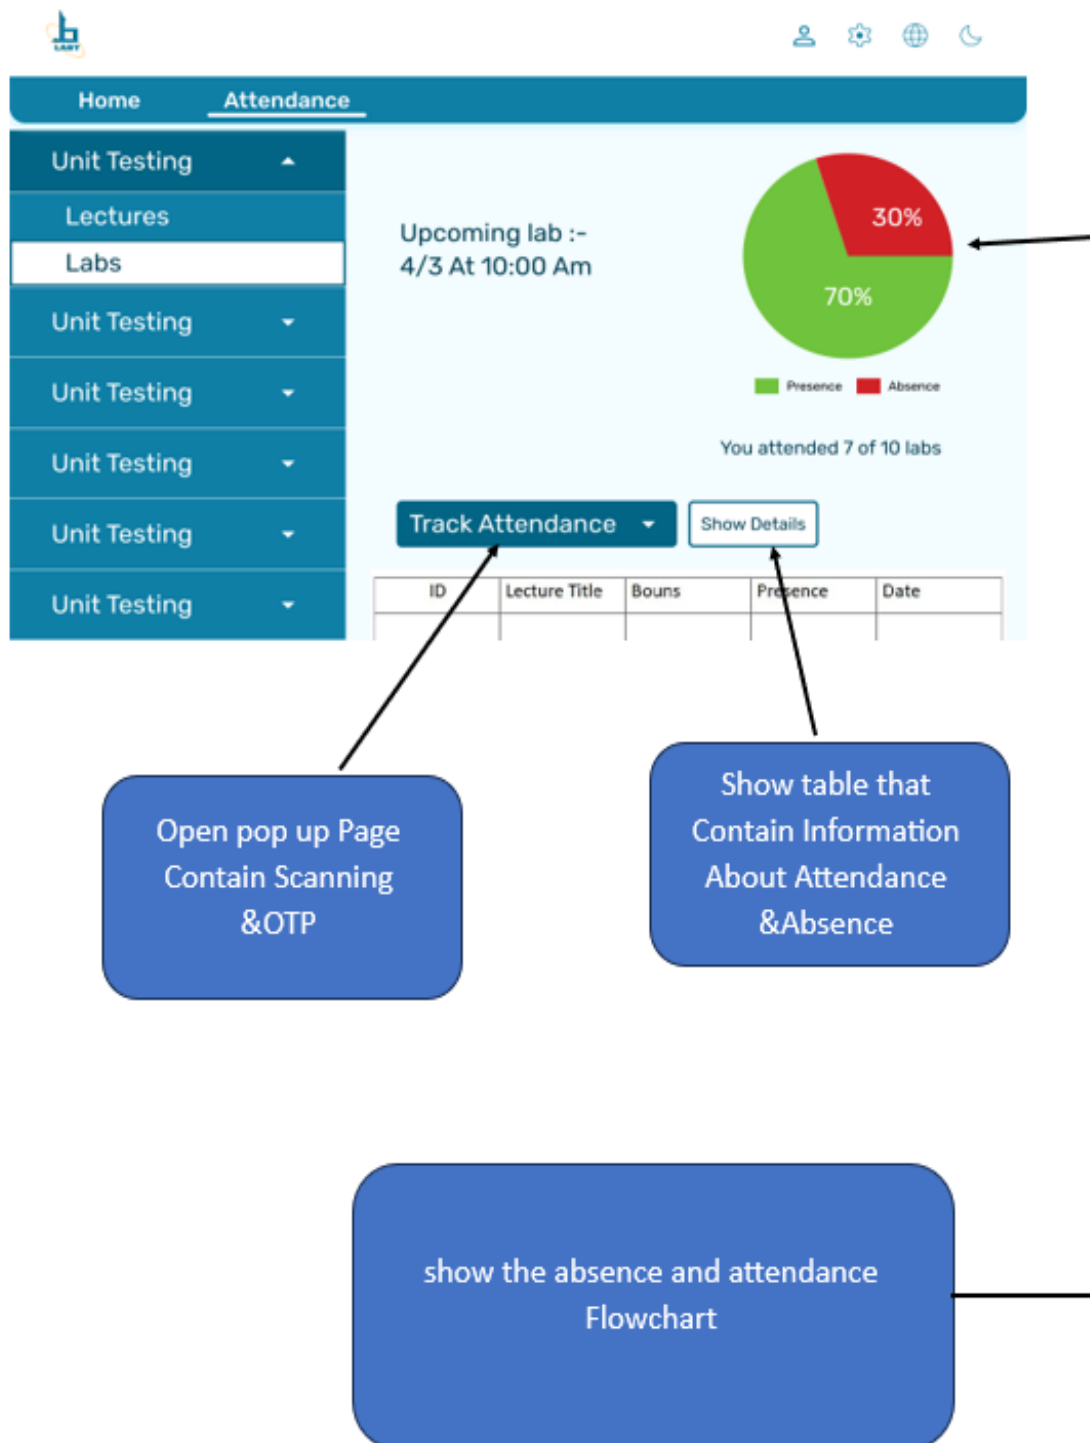 LABT
Home
Attendance
Unit Testing
Lectures
Labs
Unit Testing
Unit Testing
Unit Testing
Unit Testing
Unit Testing
Upcoming lab :-
4/3 At 10:00 Am
30%
70%
Presence
Absence
You attended 7 of 10 labs
Track Attendance
Show Details
ID
Lecture Title
Bouns
Presence
Date
Open pop up Page
Contain Scanning
&OTP
Show table that
Contain Information
About Attendance
&Absence
show the absence and attendance
Flowchart